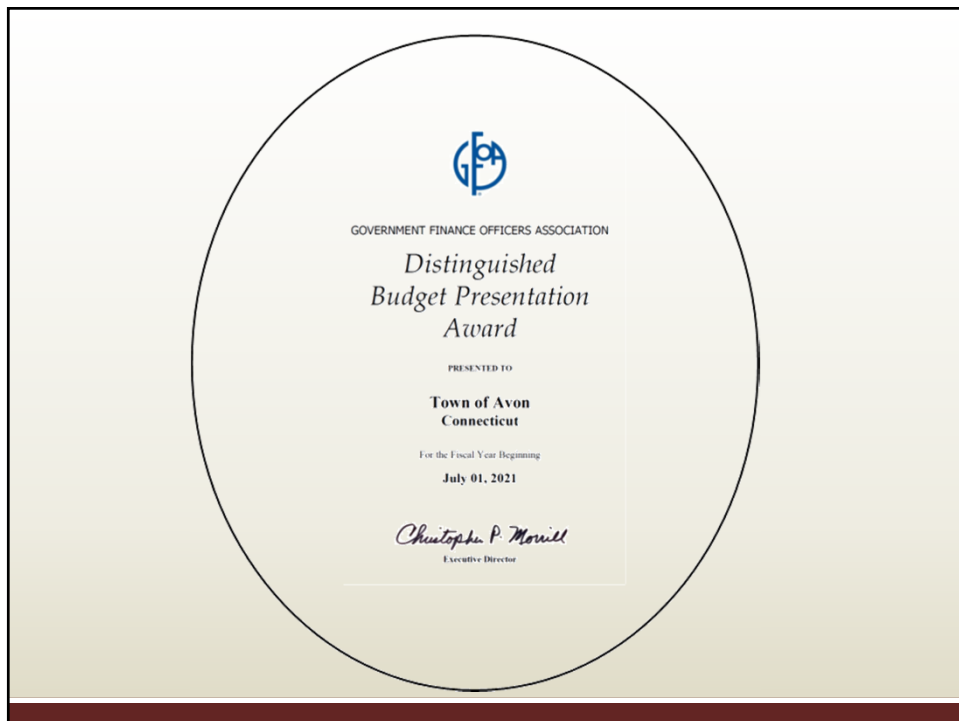 GFOA
GOVERNMENT FINANCE OFFICERS ASSOCIATION
Distinguished
Budget Presentation
Award
PRESENTED TO
Town of Avon
Connecticut
For the Fiscal Year Beginning
July 01, 2021
Christopher P. Morrill
Executive Director